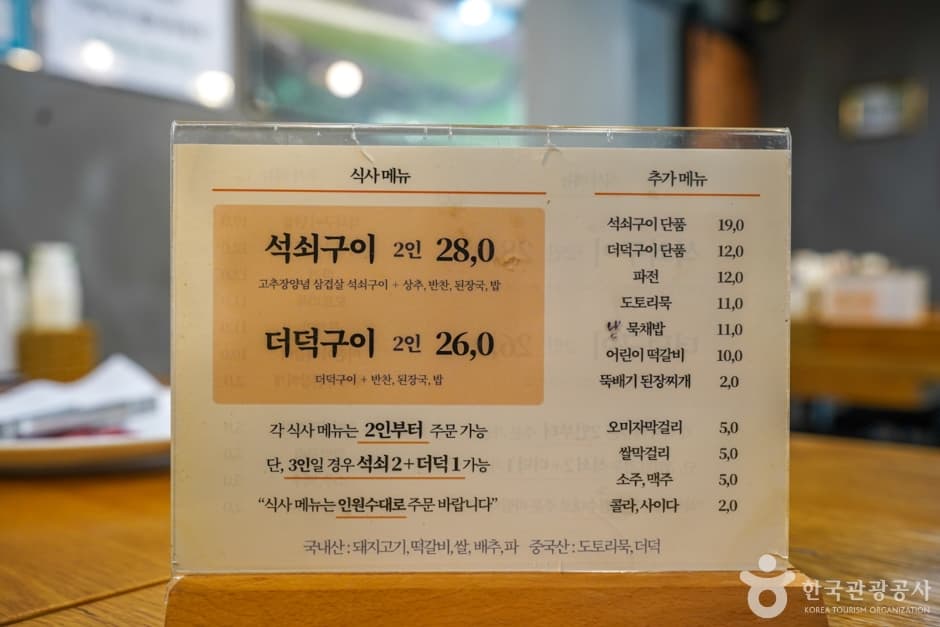 식사 메뉴
석쇠구이 2인 28,0
고추장양념 삼겹살 석쇠구이 + 상추, 반찬, 된장국, 밥
더덕구이 2인 26,0
더덕구이 + 반찬, 된장국, 밥
각 식사 메뉴는 2인부터 주문 가능
단, 3인일 경우 석쇠 2 + 더덕 1 가능
“식사 메뉴는 인원수대로 주문 바랍니다”
추가 메뉴
석쇠구이 단품 19,0
더덕구이 단품 12,0
파전 12,0
도토리묵 11,0
냉 묵채밥 11,0
어린이 떡갈비 10,0
뚝배기 된장찌개 2,0
오미자막걸리 5,0
쌀막걸리 5,0
소주, 맥주 5,0
콜라, 사이다 2,0
국내산 : 돼지고기, 떡갈비, 쌀, 배추, 파 중국산 : 도토리묵, 더덕
한국관광공사
KOREA TOURISM ORGANIZATION